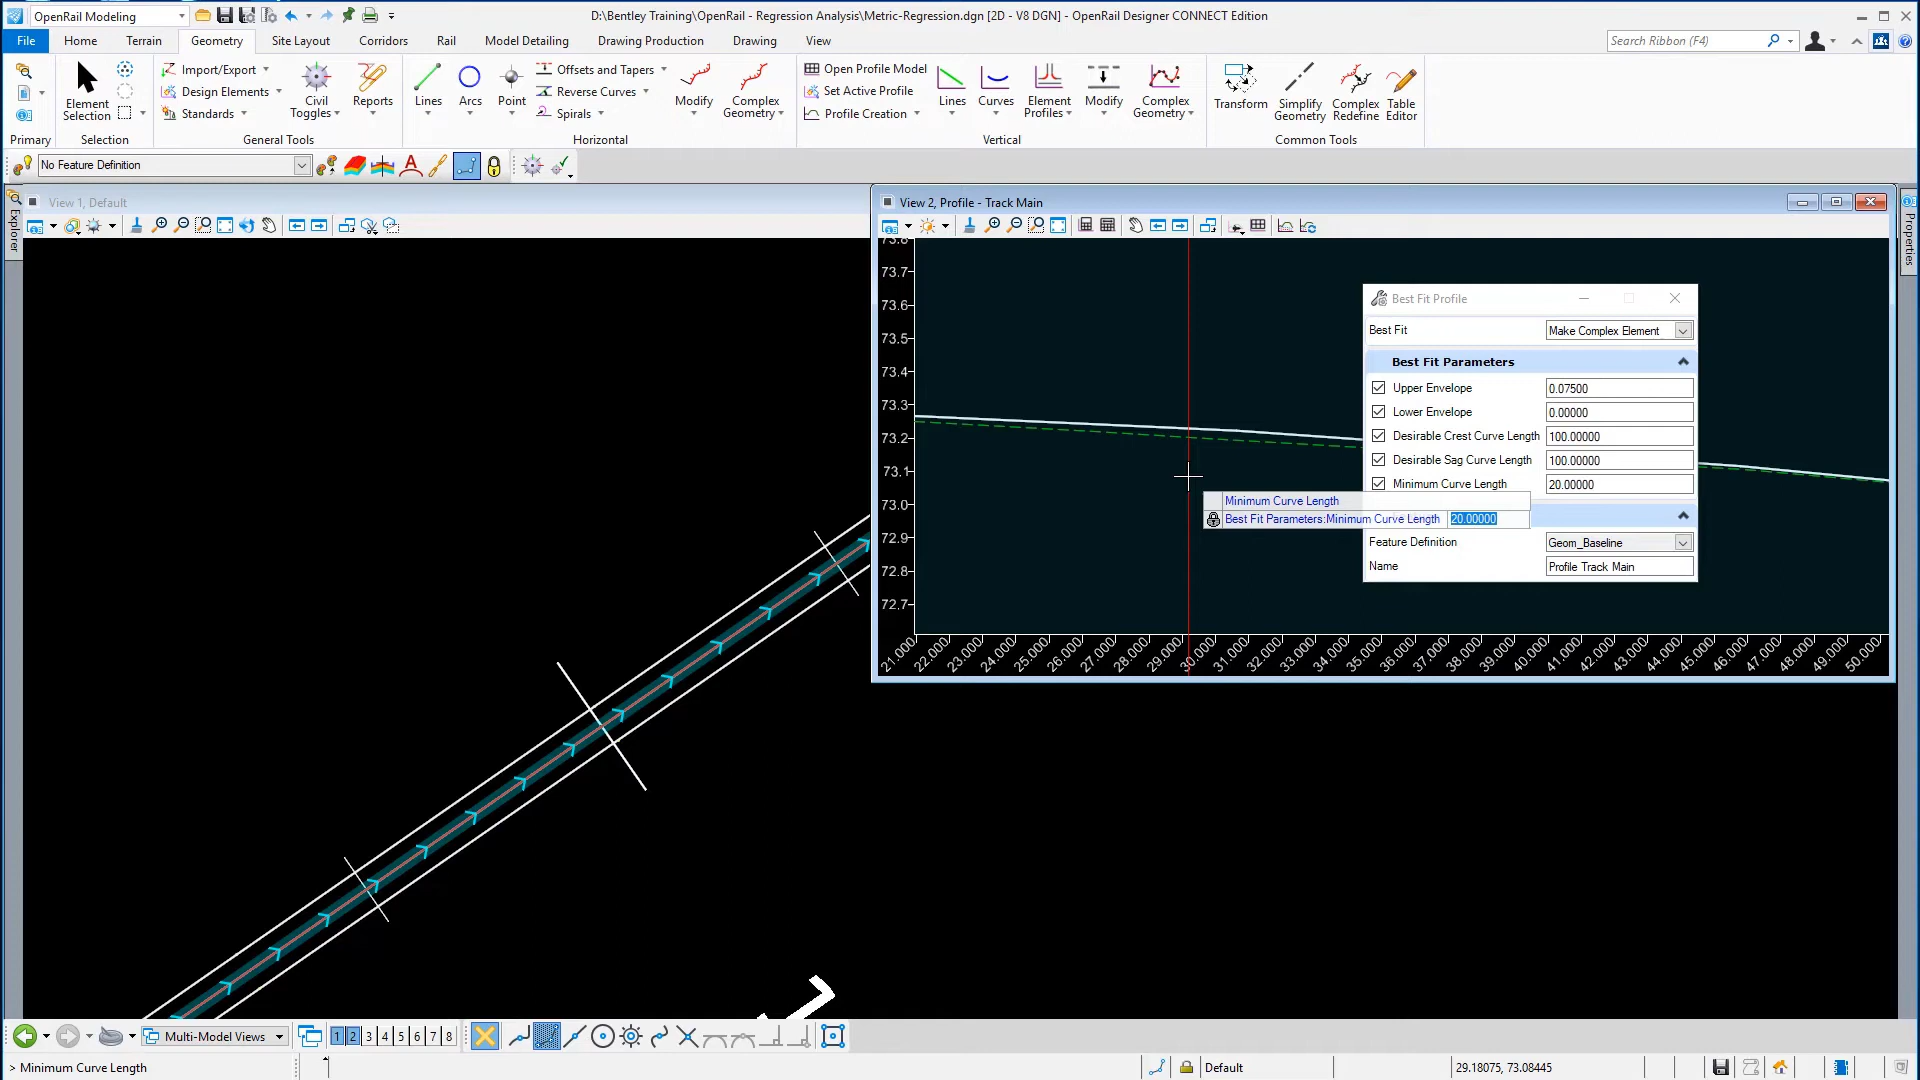 OpenRail Modeling
D:\Bentley Training\OpenRail - Regression Analysis\Metric-Regression.dgn [2D - V8 DGN] - OpenRail Designer CONNECT Edition
File Home Terrain Geometry Site Layout Corridors Rail Model Detailing Drawing Production Drawing View
Search Ribbon (F4)
Primary
Element Selection
Selection
Import/Export
Design Elements
Standards
Civil Toggles
Reports
General Tools
Lines
Arcs
Point
Offsets and Tapers
Reverse Curves
Spirals
Modify
Complex Geometry
Horizontal
Open Profile Model
Set Active Profile
Profile Creation
Lines
Curves
Element Profiles
Modify
Complex Geometry
Vertical
Transform
Simplify Geometry
Complex Redefine
Table Editor
Common Tools
No Feature Definition
Explorer
View 1, Default
View 2, Profile - Track Main
Properties
73.8
73.7
73.6
73.5
73.4
73.3
73.2
73.1
73.0
72.9
72.8
72.7
21.000 22.000 23.000 24.000 25.000 26.000 27.000 28.000 29.000 30.000 31.000 32.000 33.000 34.000 35.000 36.000 37.000 38.000 39.000 40.000 41.000 42.000 43.000 44.000 45.000 46.000 47.000 48.000 49.000 50.000
Best Fit Profile
Best Fit Make Complex Element
Best Fit Parameters
Upper Envelope 0.07500
Lower Envelope 0.00000
Desirable Crest Curve Length 100.00000
Desirable Sag Curve Length 100.00000
Minimum Curve Length 20.00000
Minimum Curve Length
Best Fit Parameters:Minimum Curve Length 20.00000
Feature Definition Geom_Baseline
Name Profile Track Main
Multi-Model Views
1 2 3 4 5 6 7 8
> Minimum Curve Length
Default
29.18075, 73.08445